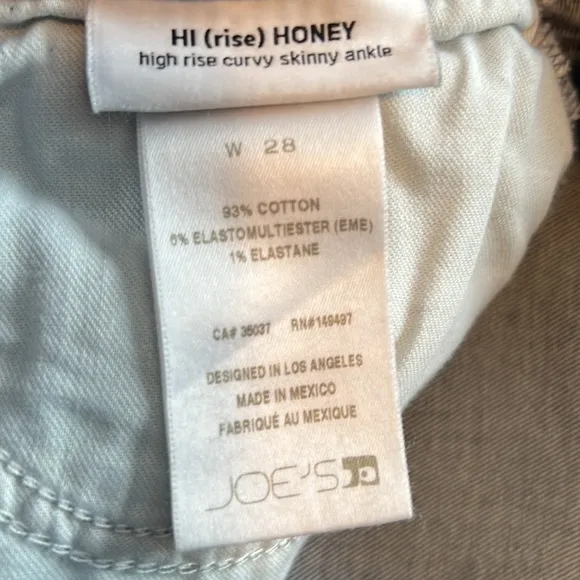 HI (rise) HONEY
high rise curvy skinny ankle
W 28
93% COTTON
6% ELASTOMULTIESTER (EME)
1% ELASTANE
CA# 35037 RN#149497
DESIGNED IN LOS ANGELES
MADE IN MEXICO
FABRIQUÉ AU MEXIQUE
JOE'S